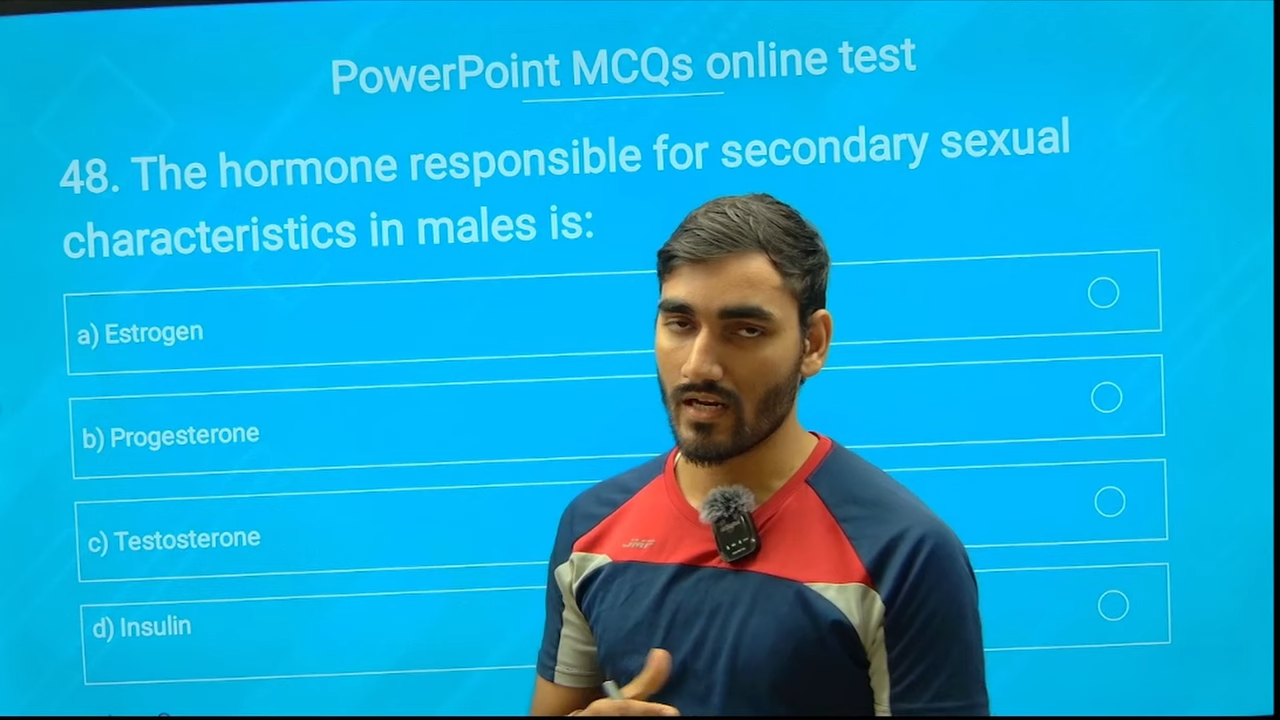 PowerPoint MCQs online test
48. The hormone responsible for secondary sexual
characteristics in males is:
a) Estrogen
b) Progesterone
c) Testosterone
d) Insulin
JMP